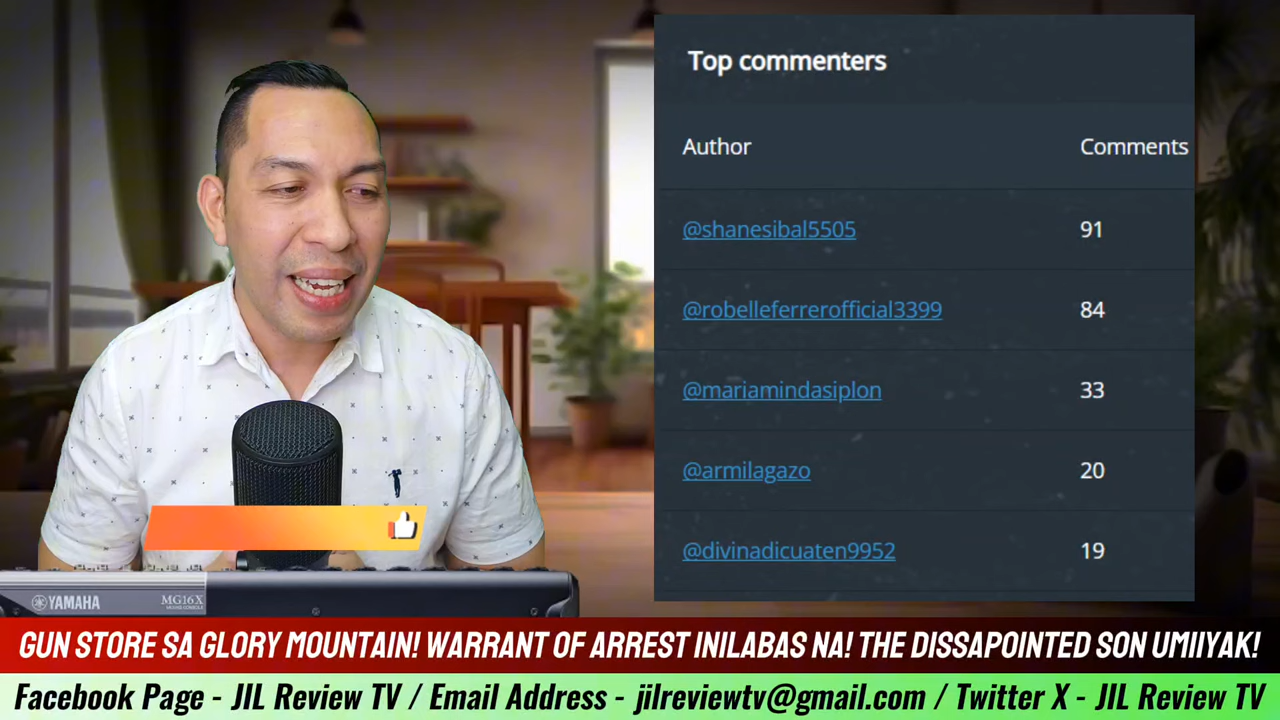 Top commenters
Author Comments
@shanesibal5505 91
@robelleferrerofficial3399 84
@mariamindasiplon 33
@armilagazo 20
@divinadicuaten9952 19
YAMAHA MG16X
GUN STORE SA GLORY MOUNTAIN! WARRANT OF ARREST INILABAS NA! THE DISSAPOINTED SON UMIIYAK!
Facebook Page - JIL Review TV / Email Address - jilreviewtv@gmail.com / Twitter X - JIL Review TV